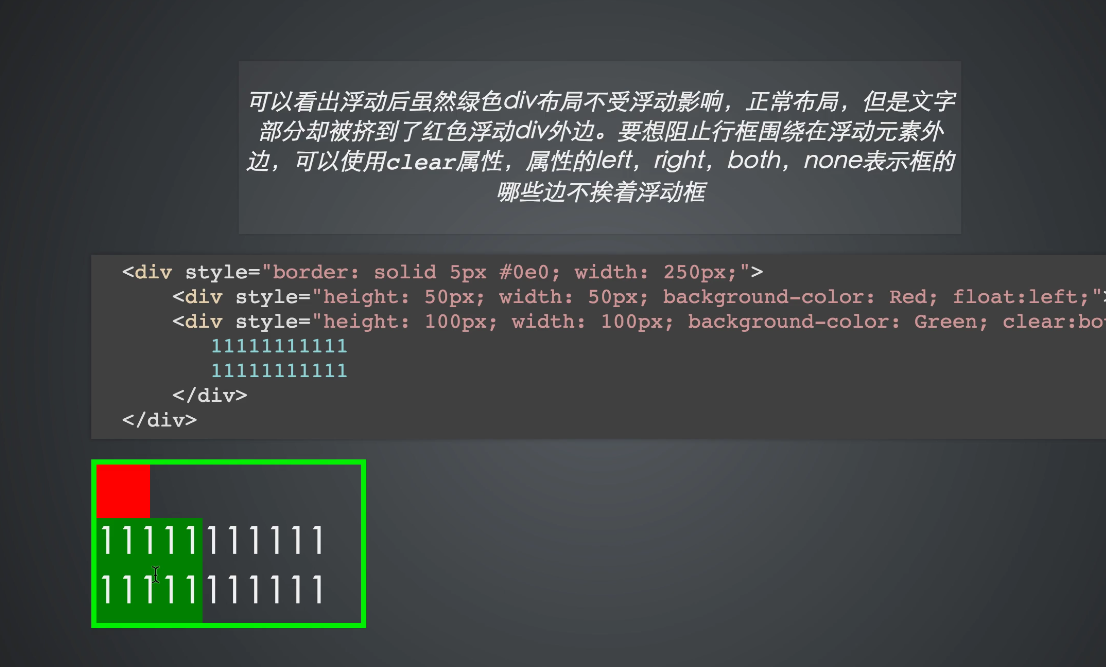 可以看出浮动后虽然绿色div布局不受浮动影响，正常布局，但是文字
部分却被挤到了红色浮动div外边。要想阻止行框围绕在浮动元素外
边，可以使用clear属性，属性的left，right，both，none表示框的
哪些边不挨着浮动框
<div style="border: solid 5px #0e0; width: 250px;">
<div style="height: 50px; width: 50px; background-color: Red; float:left;">
<div style="height: 100px; width: 100px; background-color: Green; clear:bo
11111111111
11111111111
</div>
</div>
11111111111
11111111111